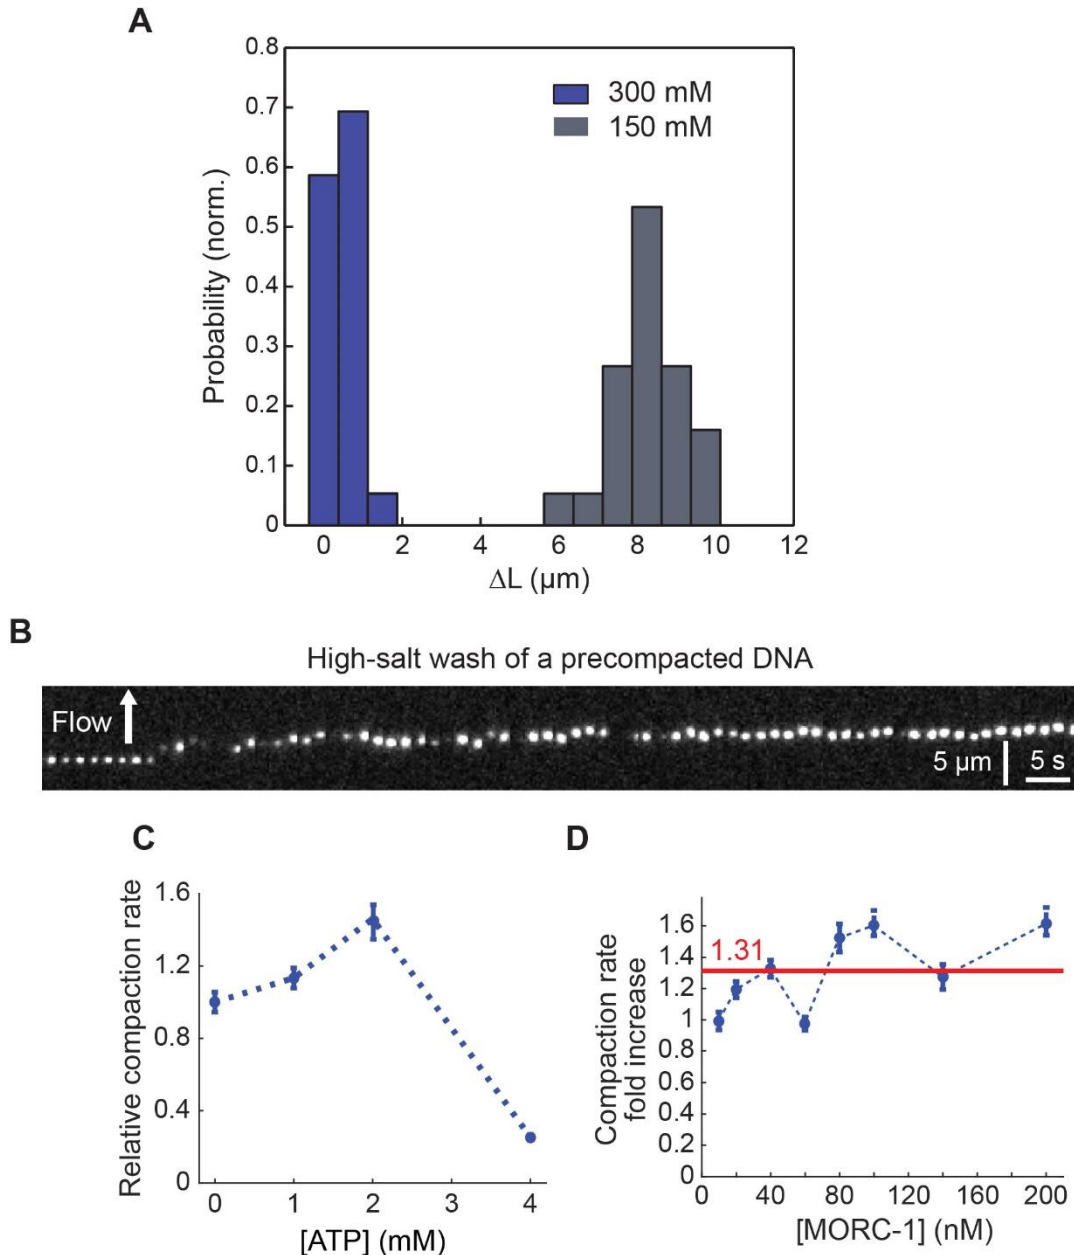 A
0.8
0.7
0.6
0.5
0.4
0.3
0.2
0.1
0
Probability (norm.)
300 mM
150 mM
0 2 4 6 8 10 12
ΔL (μm)
B
High-salt wash of a precompacted DNA
Flow
5 μm
5 s
C
1.6
1.2
0.8
0.4
0
Relative compaction rate
0 1 2 3 4
[ATP] (mM)
D
1.6
1.4
1.2
1
0.8
0.6
0.4
0.2
0
Compaction rate
fold increase
1.31
0 40 80 120 160 200
[MORC-1] (nM)